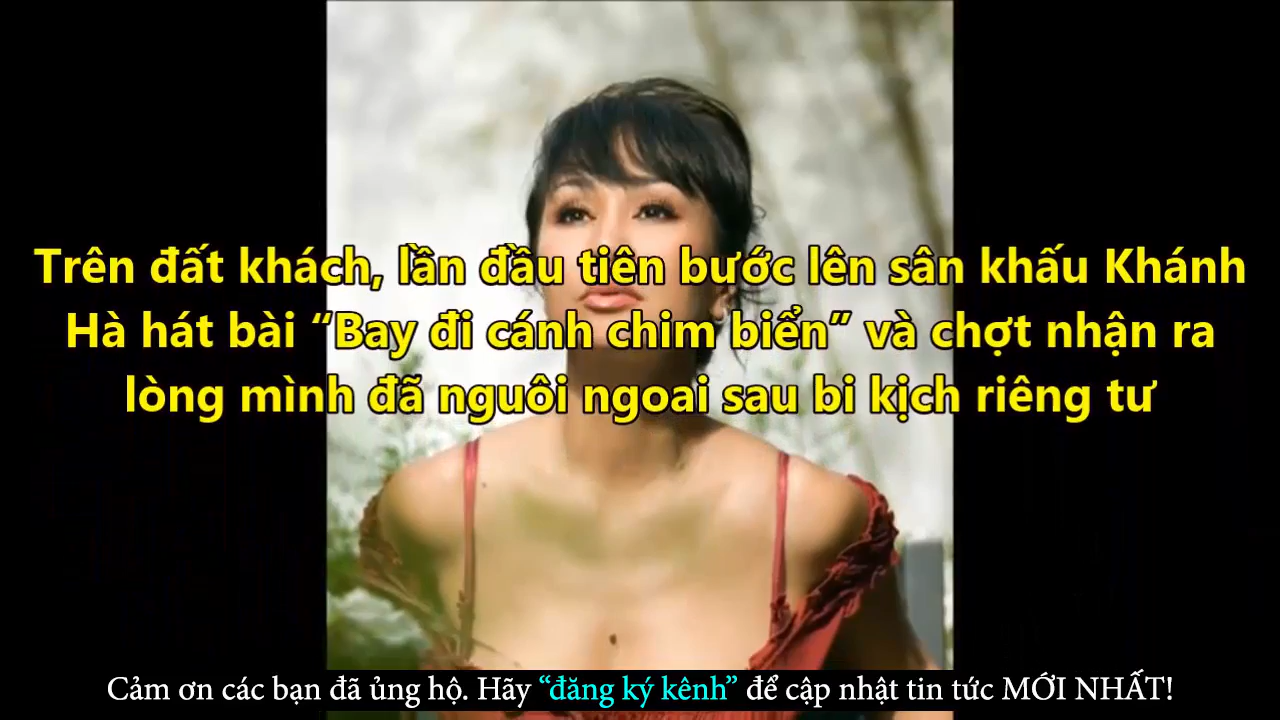 Trên đất khách, lần đầu tiên bước lên sân khấu Khánh
Hà hát bài “Bay đi cánh chim biển” và chợt nhận ra
lòng mình đã nguôi ngoai sau bi kịch riêng tư
Cảm ơn các bạn đã ủng hộ. Hãy “đăng ký kênh” để cập nhật tin tức MỚI NHẤT!